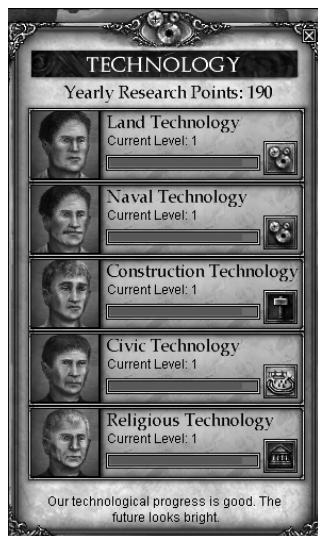 TECHNOLOGY
Yearly Research Points: 190
Land Technology
Current Level: 1
Naval Technology
Current Level: 1
Construction Technology
Current Level: 1
Civic Technology
Current Level: 1
Religious Technology
Current Level: 1
Our technological progress is good. The
future looks bright.